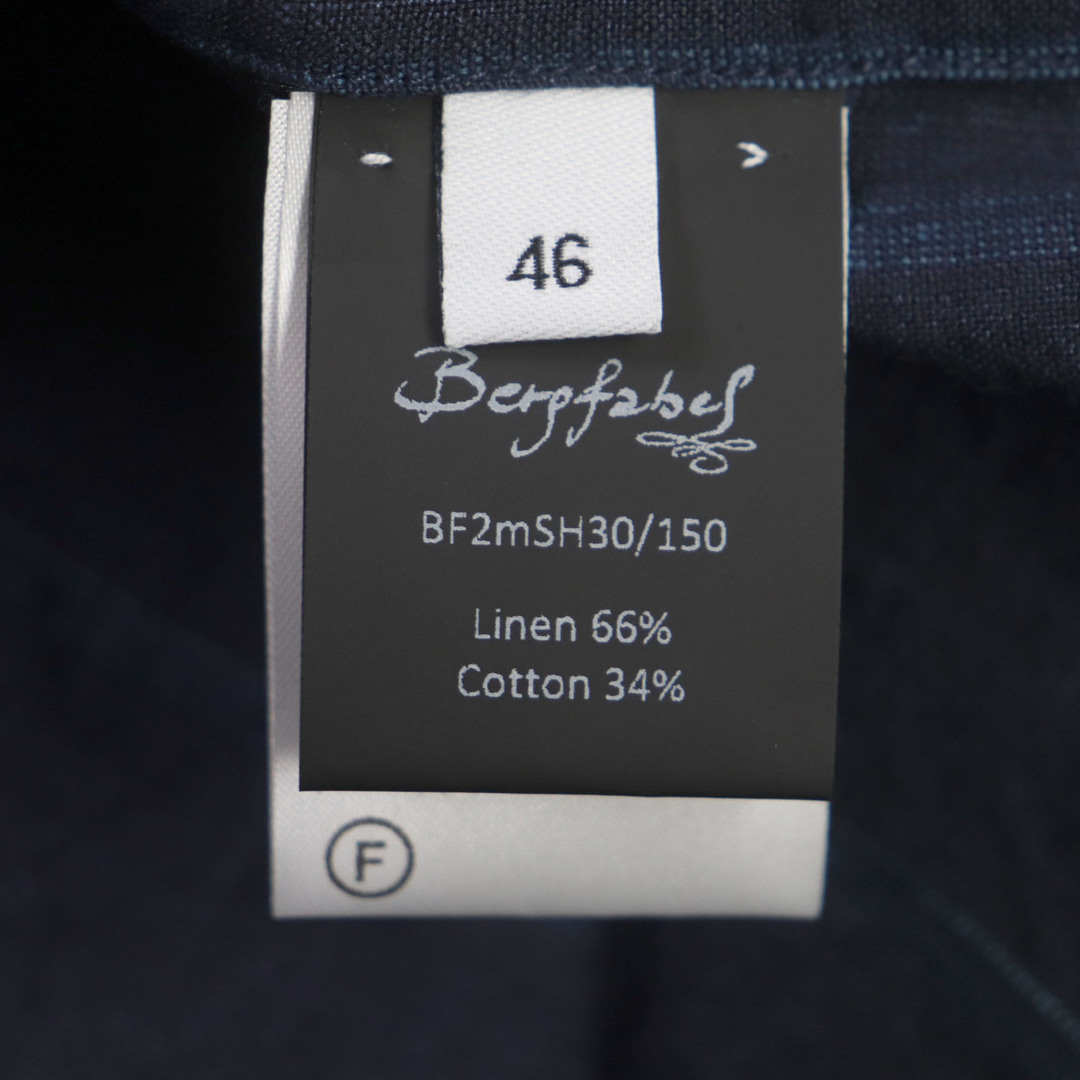 46
Bergfabel
BF2mSH30/150
Linen 66%
Cotton 34%
F